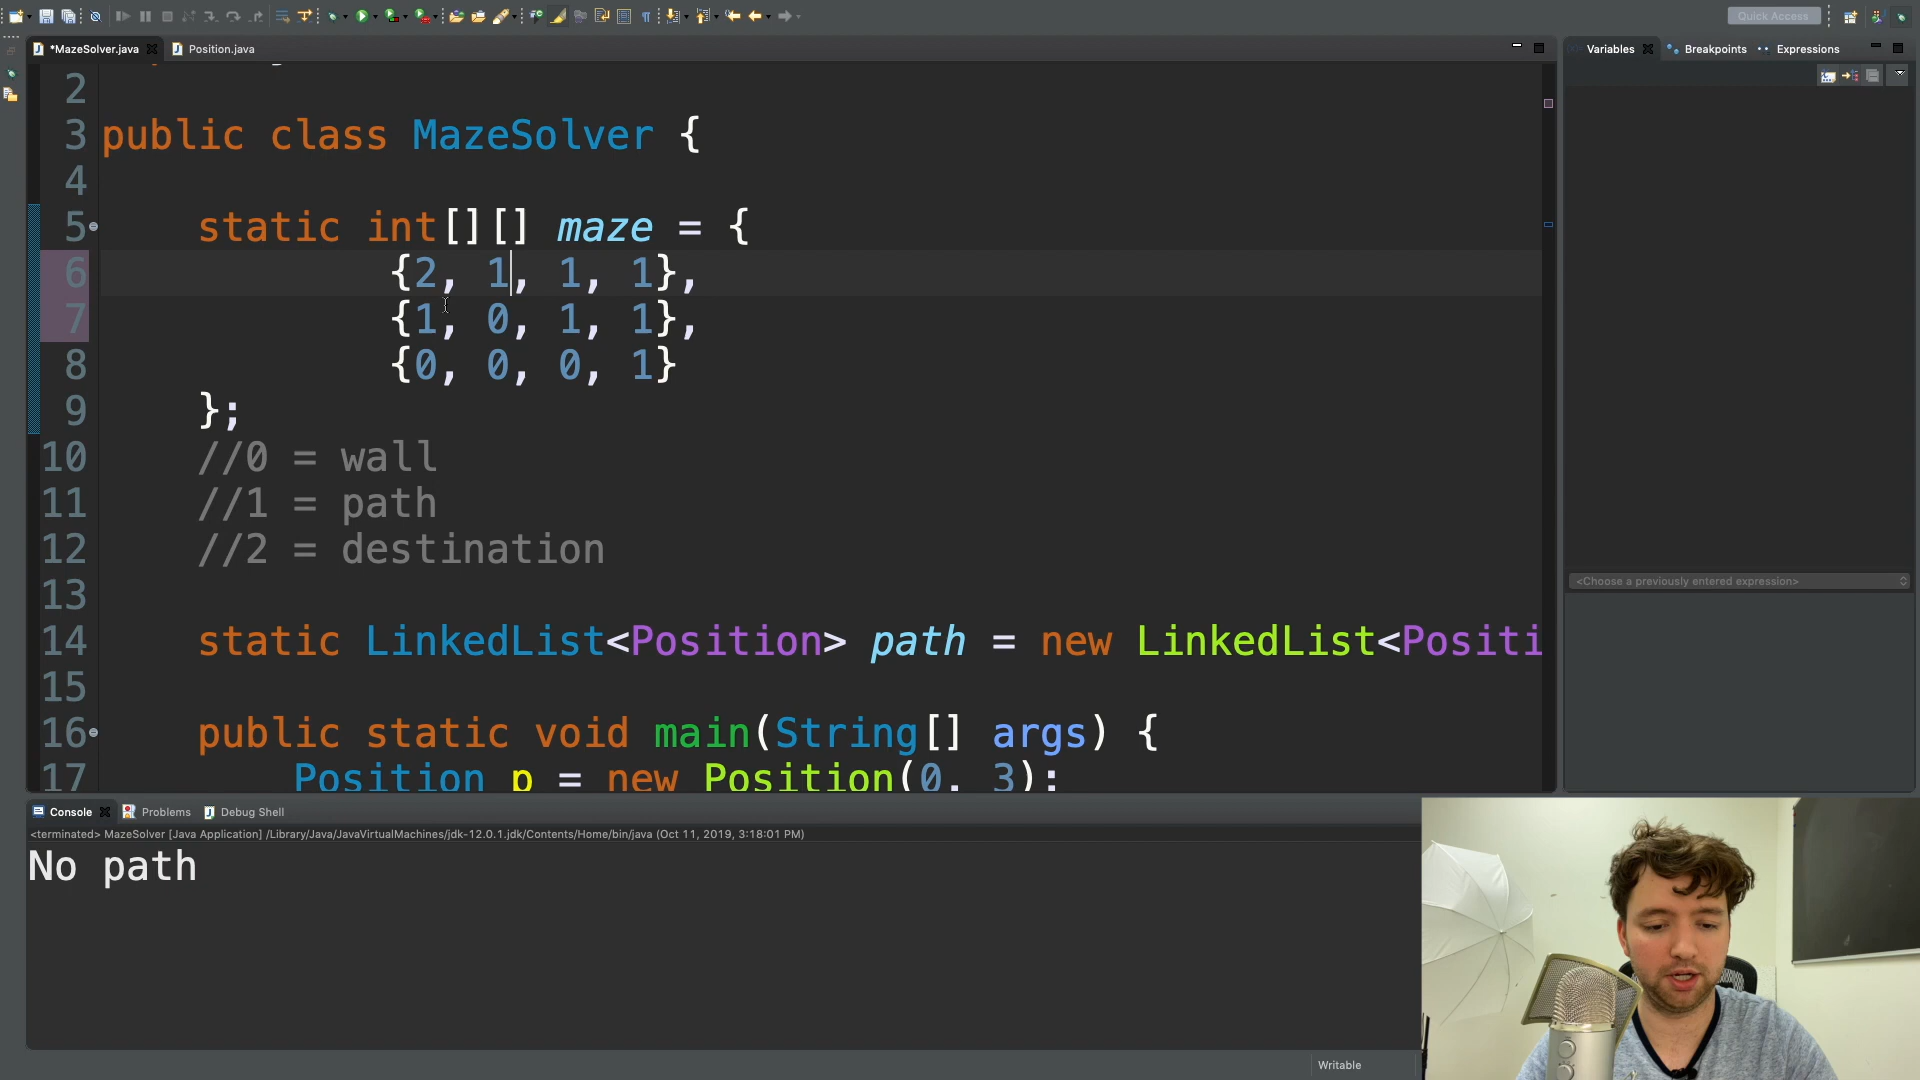 Quick Access
*MazeSolver.java
Position.java
Variables
Breakpoints
Expressions
2
3 public class MazeSolver {
4
5 static int[][] maze = {
6 {2, 1, 1, 1},
7 {1, 0, 1, 1},
8 {0, 0, 0, 1}
9 };
10 //0 = wall
11 //1 = path
12 //2 = destination
13
14 static LinkedList<Position> path = new LinkedList<Positi
15
16 public static void main(String[] args) {
17 Position p = new Position(0, 3);
<Choose a previously entered expression>
Console
Problems
Debug Shell
<terminated> MazeSolver [Java Application] /Library/Java/JavaVirtualMachines/jdk-12.0.1.jdk/Contents/Home/bin/java (Oct 11, 2019, 3:18:01 PM)
No path
Writable